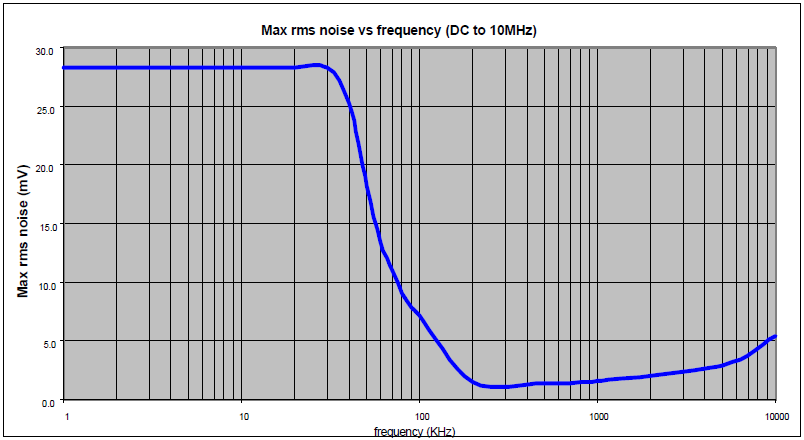 Max rms noise vs frequency (DC to 10MHz)
Max rms noise (mV)
30.0
25.0
20.0
15.0
10.0
5.0
0.0
1 10 100 1000 10000
frequency (KHz)